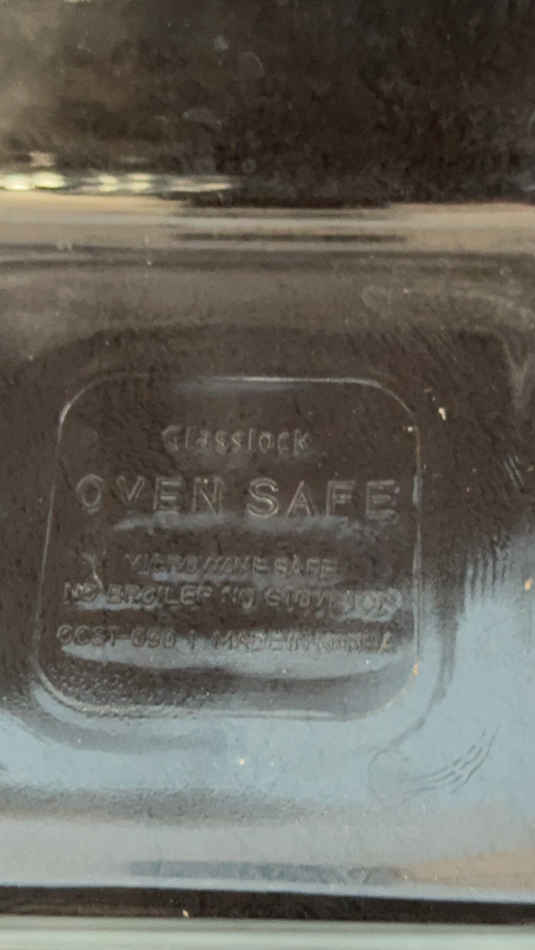 Glasslock
OVEN SAFE
MICROWAVE SAFE
NO BROILER NO STOVETOP
MADE IN KOREA